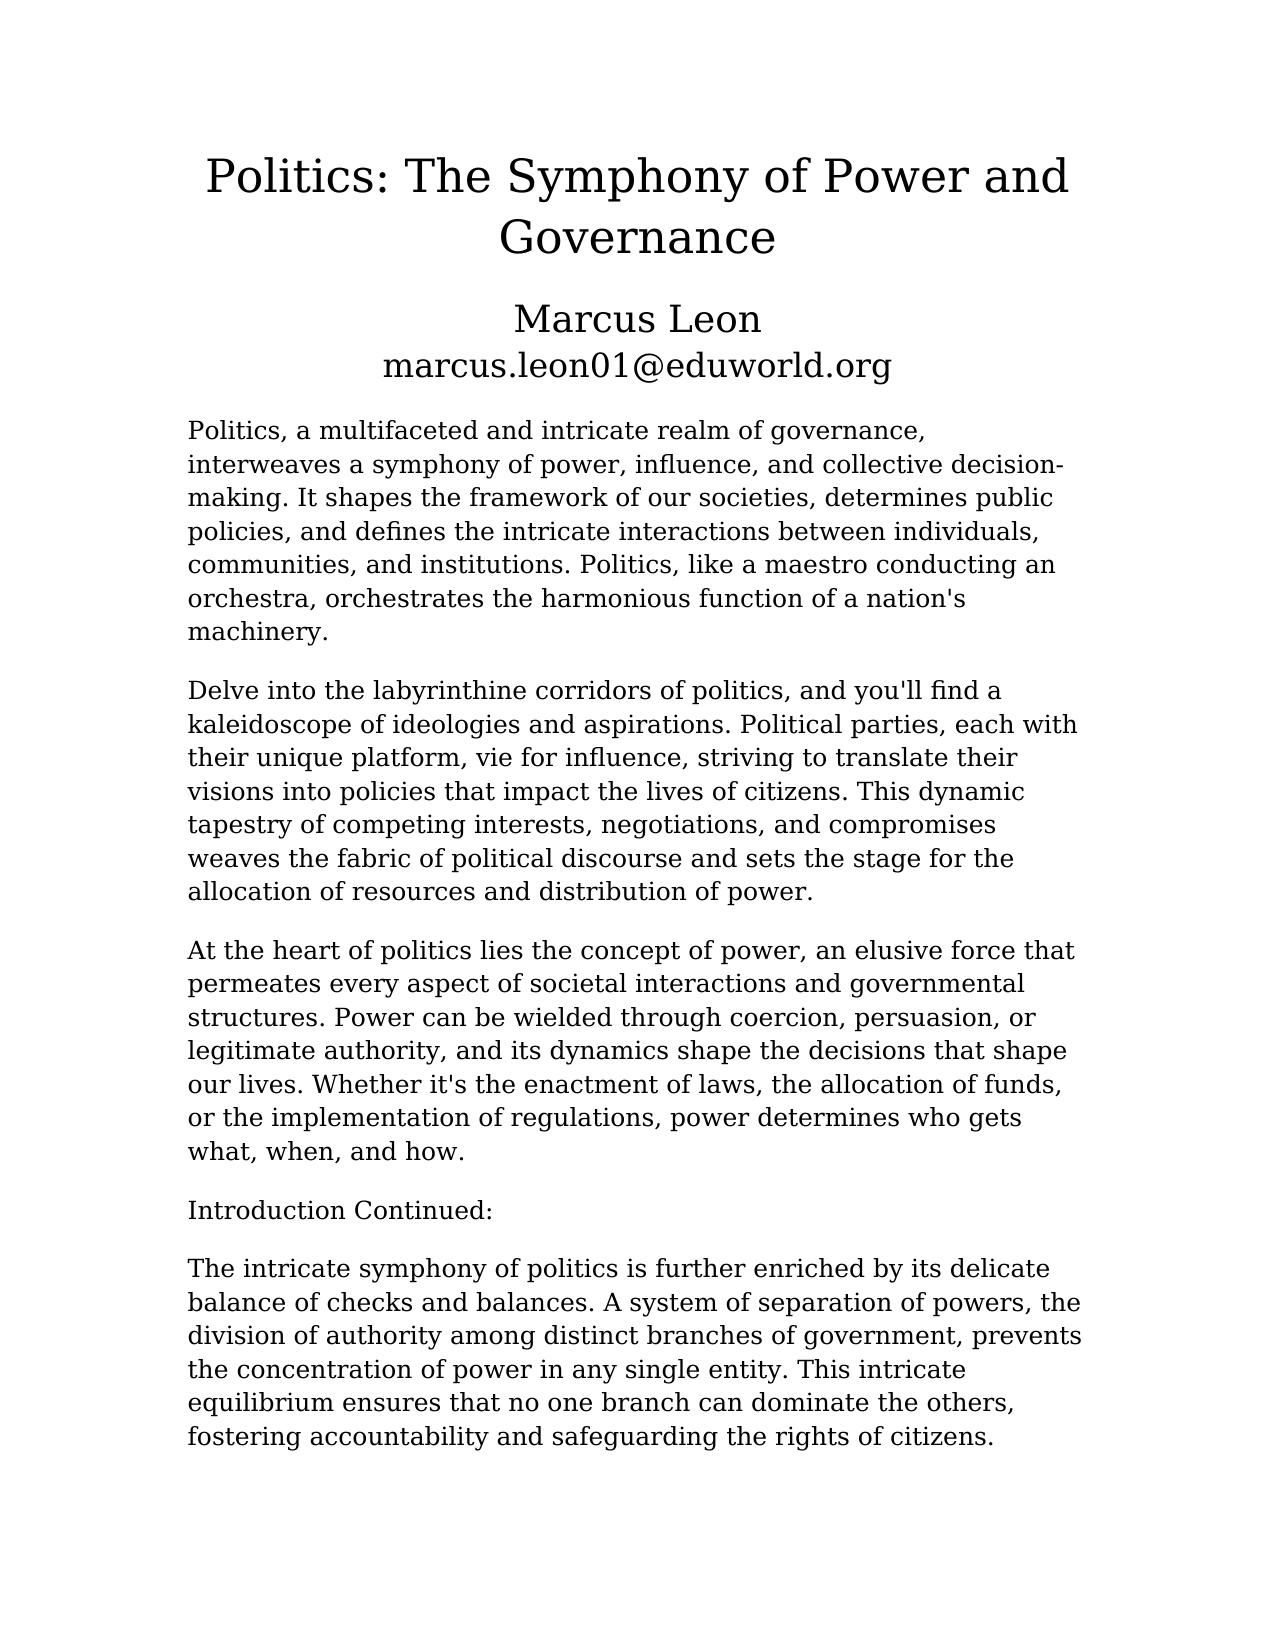 Politics: The Symphony of Power and
Governance
Marcus Leon
marcus.leon01@eduworld.org
Politics, a multifaceted and intricate realm of governance,
interweaves a symphony of power, influence, and collective decision-
making. It shapes the framework of our societies, determines public
policies, and defines the intricate interactions between individuals,
communities, and institutions. Politics, like a maestro conducting an
orchestra, orchestrates the harmonious function of a nation's
machinery.
Delve into the labyrinthine corridors of politics, and you'll find a
kaleidoscope of ideologies and aspirations. Political parties, each with
their unique platform, vie for influence, striving to translate their
visions into policies that impact the lives of citizens. This dynamic
tapestry of competing interests, negotiations, and compromises
weaves the fabric of political discourse and sets the stage for the
allocation of resources and distribution of power.
At the heart of politics lies the concept of power, an elusive force that
permeates every aspect of societal interactions and governmental
structures. Power can be wielded through coercion, persuasion, or
legitimate authority, and its dynamics shape the decisions that shape
our lives. Whether it's the enactment of laws, the allocation of funds,
or the implementation of regulations, power determines who gets
what, when, and how.
Introduction Continued:
The intricate symphony of politics is further enriched by its delicate
balance of checks and balances. A system of separation of powers, the
division of authority among distinct branches of government, prevents
the concentration of power in any single entity. This intricate
equilibrium ensures that no one branch can dominate the others,
fostering accountability and safeguarding the rights of citizens.